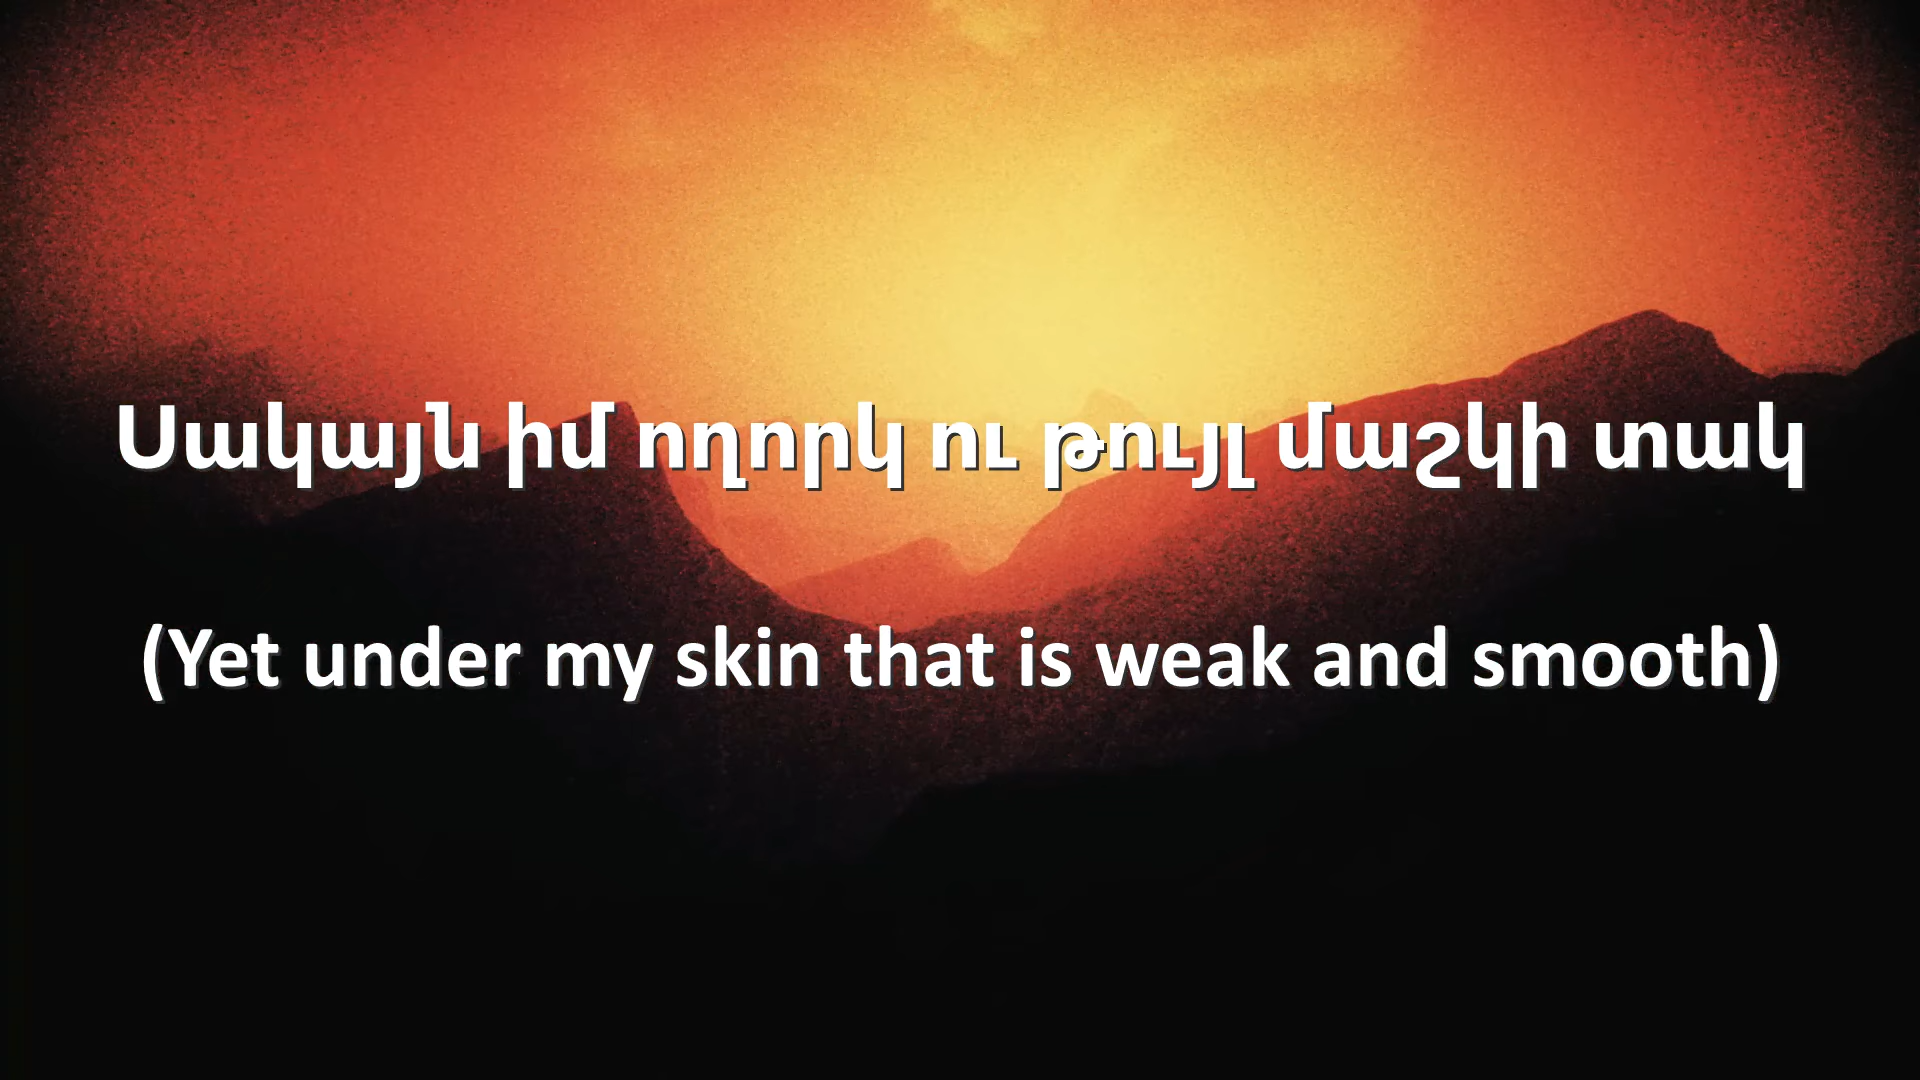 Սակայն իմ ողորկ ու թույլ մաշկի տակ
(Yet under my skin that is weak and smooth)